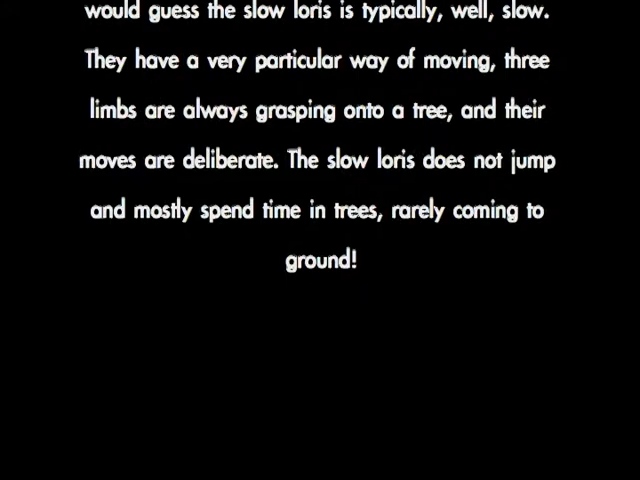 would guess the slow loris is typically, well, slow.
They have a very particular way of moving, three
limbs are always grasping onto a tree, and their
moves are deliberate. The slow loris does not jump
and mostly spend time in trees, rarely coming to
ground!